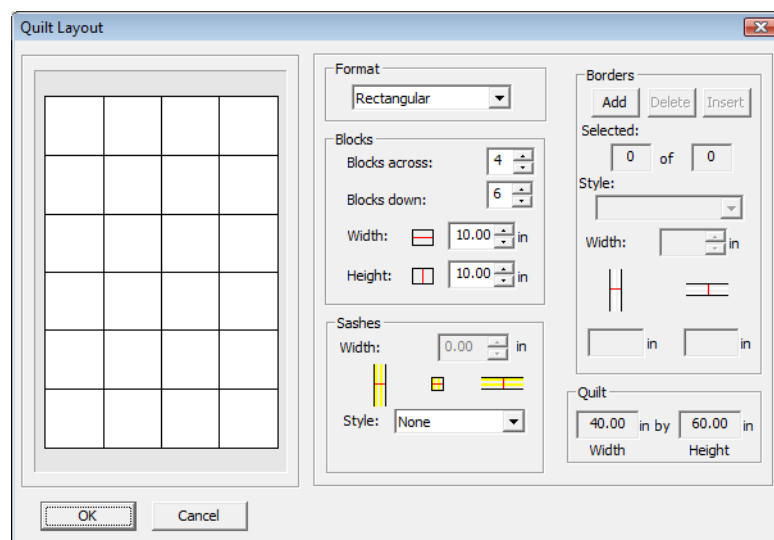 Quilt Layout
Format
Rectangular
Blocks
Blocks across: 4
Blocks down: 6
Width: 10.00 in
Height: 10.00 in
Sashes
Width: 0.00 in
Style: None
Borders
Add Delete Insert
Selected:
0 of 0
Style:
Width: in
in in
Quilt
40.00 in by 60.00 in
Width Height
OK Cancel